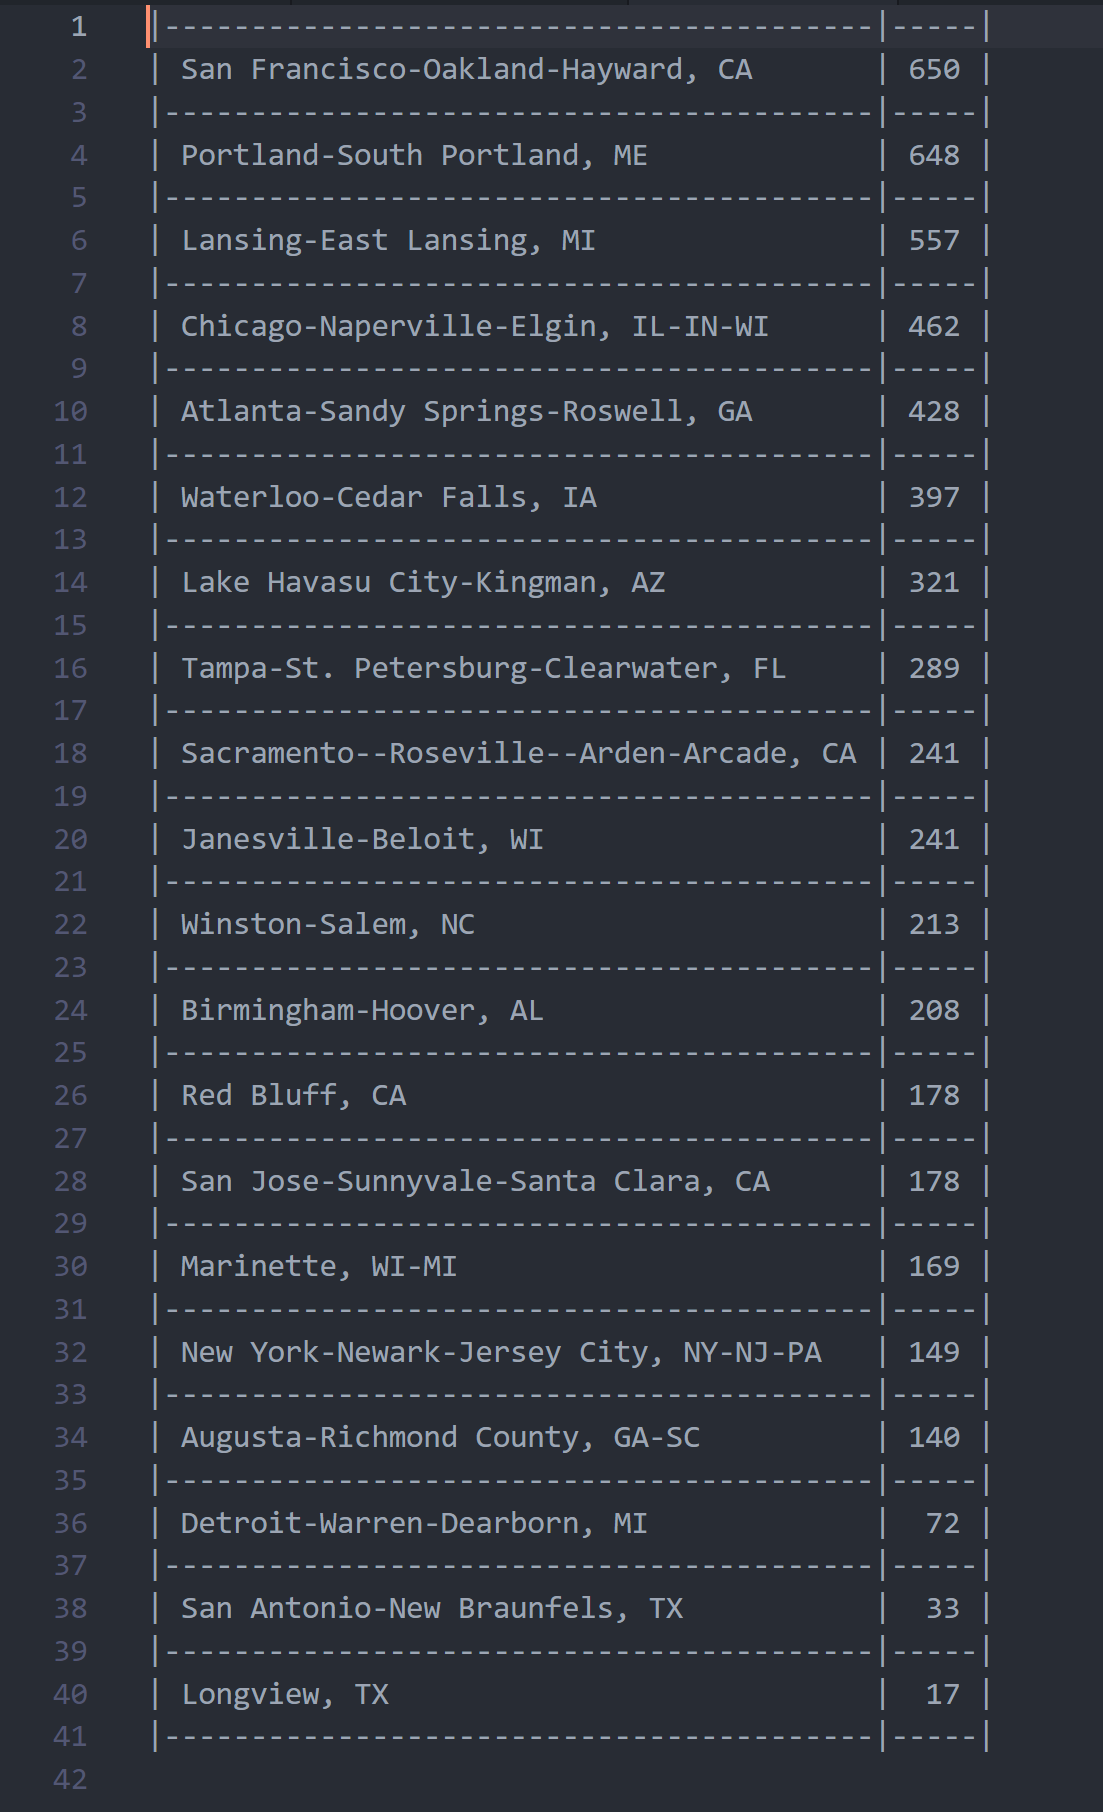 1 |-----------------------------------------|-----|
2 | San Francisco-Oakland-Hayward, CA       | 650 |
3 |-----------------------------------------|-----|
4 | Portland-South Portland, ME             | 648 |
5 |-----------------------------------------|-----|
6 | Lansing-East Lansing, MI                | 557 |
7 |-----------------------------------------|-----|
8 | Chicago-Naperville-Elgin, IL-IN-WI      | 462 |
9 |-----------------------------------------|-----|
10 | Atlanta-Sandy Springs-Roswell, GA       | 428 |
11 |-----------------------------------------|-----|
12 | Waterloo-Cedar Falls, IA                | 397 |
13 |-----------------------------------------|-----|
14 | Lake Havasu City-Kingman, AZ            | 321 |
15 |-----------------------------------------|-----|
16 | Tampa-St. Petersburg-Clearwater, FL     | 289 |
17 |-----------------------------------------|-----|
18 | Sacramento--Roseville--Arden-Arcade, CA | 241 |
19 |-----------------------------------------|-----|
20 | Janesville-Beloit, WI                   | 241 |
21 |-----------------------------------------|-----|
22 | Winston-Salem, NC                       | 213 |
23 |-----------------------------------------|-----|
24 | Birmingham-Hoover, AL                   | 208 |
25 |-----------------------------------------|-----|
26 | Red Bluff, CA                           | 178 |
27 |-----------------------------------------|-----|
28 | San Jose-Sunnyvale-Santa Clara, CA      | 178 |
29 |-----------------------------------------|-----|
30 | Marinette, WI-MI                        | 169 |
31 |-----------------------------------------|-----|
32 | New York-Newark-Jersey City, NY-NJ-PA   | 149 |
33 |-----------------------------------------|-----|
34 | Augusta-Richmond County, GA-SC          | 140 |
35 |-----------------------------------------|-----|
36 | Detroit-Warren-Dearborn, MI             |  72 |
37 |-----------------------------------------|-----|
38 | San Antonio-New Braunfels, TX           |  33 |
39 |-----------------------------------------|-----|
40 | Longview, TX                            |  17 |
41 |-----------------------------------------|-----|
42